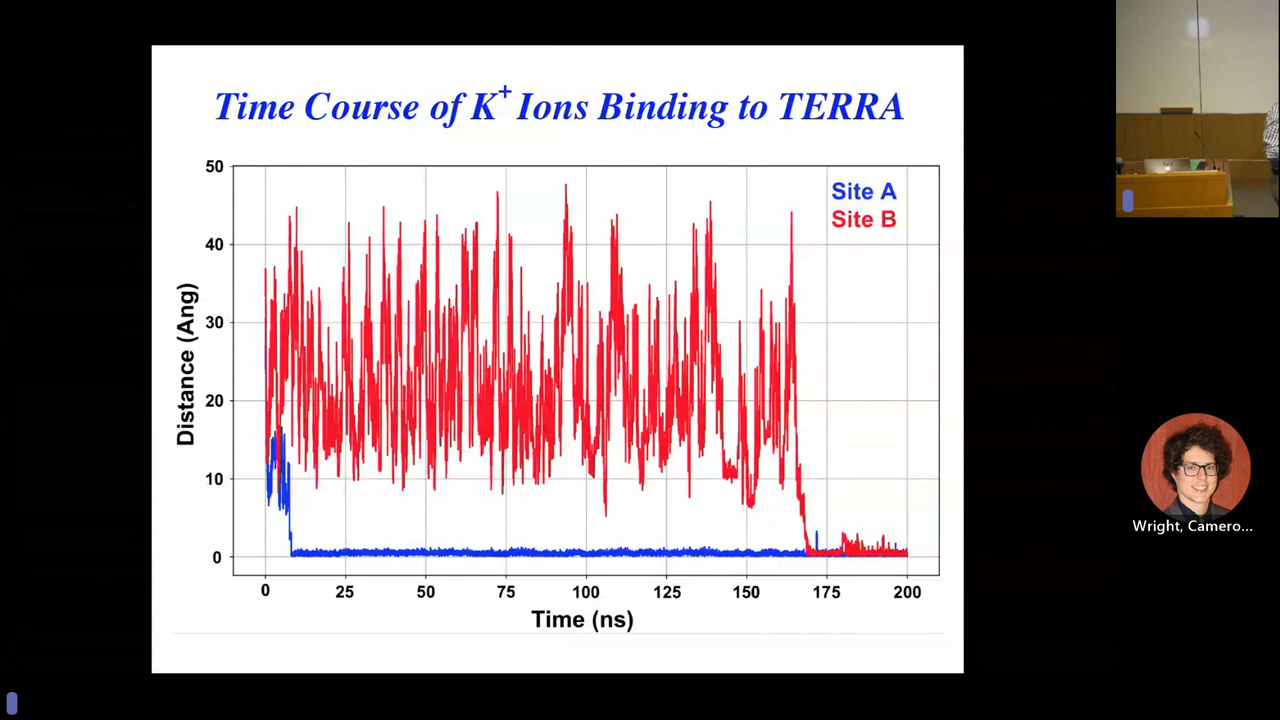 Time Course of K+ Ions Binding to TERRA
Site A
Site B
50
40
30
20
10
0
Distance (Ang)
0 25 50 75 100 125 150 175 200
Time (ns)
Wright, Camero...